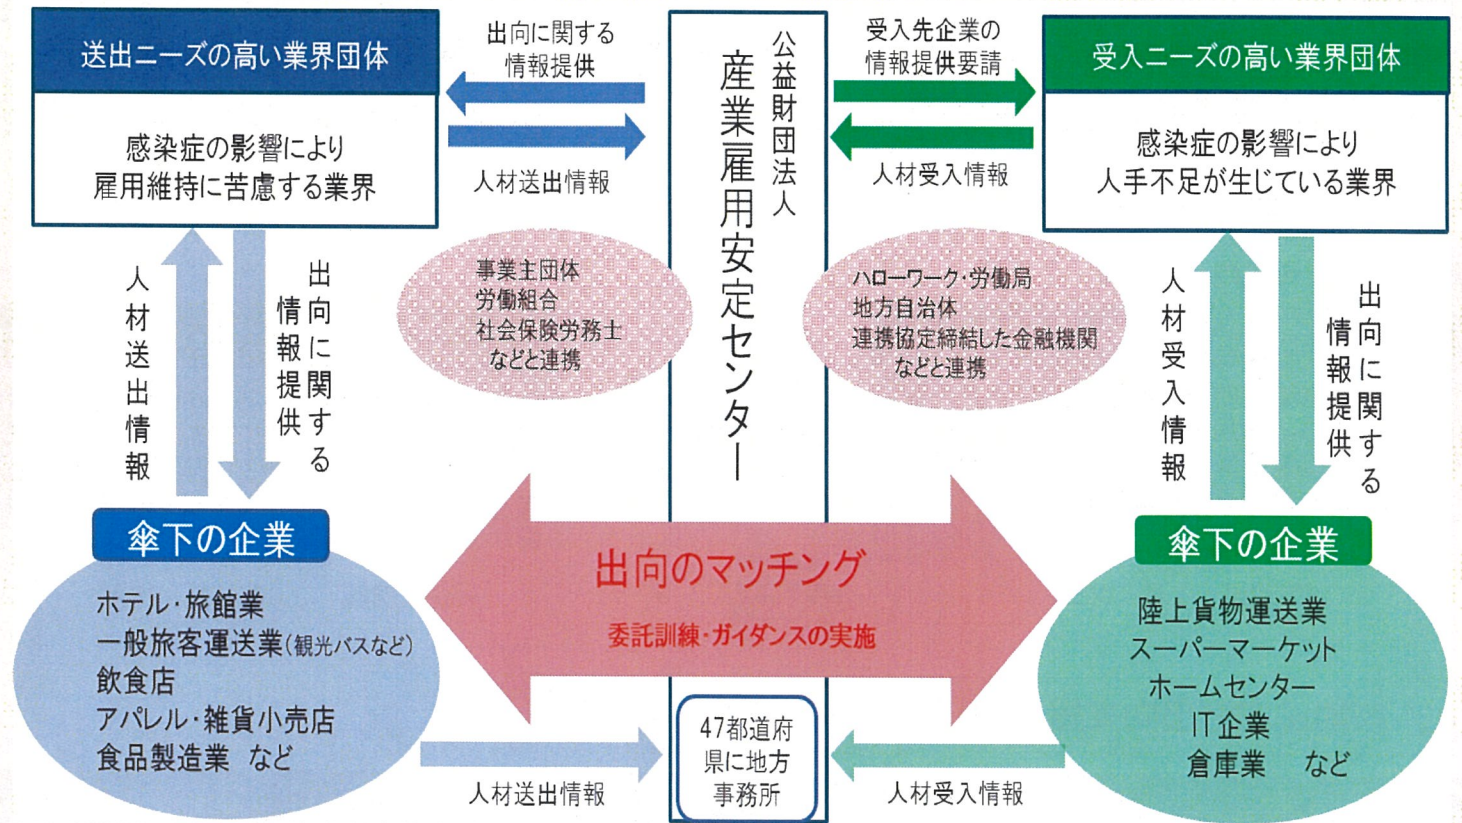 送出ニーズの高い業界団体
感染症の影響により
雇用維持に苦慮する業界
出向に関する
情報提供
人材送出情報
公益財団法人
産業雇用安定センター
受入先企業の
情報提供要請
人材受入情報
受入ニーズの高い業界団体
感染症の影響により
人手不足が生じている業界
人材送出情報
出向に関する
情報提供
事業主団体
労働組合
社会保険労務士
などと連携
ハローワーク・労働局
地方自治体
連携協定締結した金融機関
などと連携
人材受入情報
出向に関する
情報提供
出向のマッチング
委託訓練・ガイダンスの実施
傘下の企業
ホテル・旅館業
一般旅客運送業(観光バスなど)
飲食店
アパレル・雑貨小売店
食品製造業 など
人材送出情報
47都道府
県に地方
事務所
人材受入情報
傘下の企業
陸上貨物運送業
スーパーマーケット
ホームセンター
IT企業
倉庫業 など